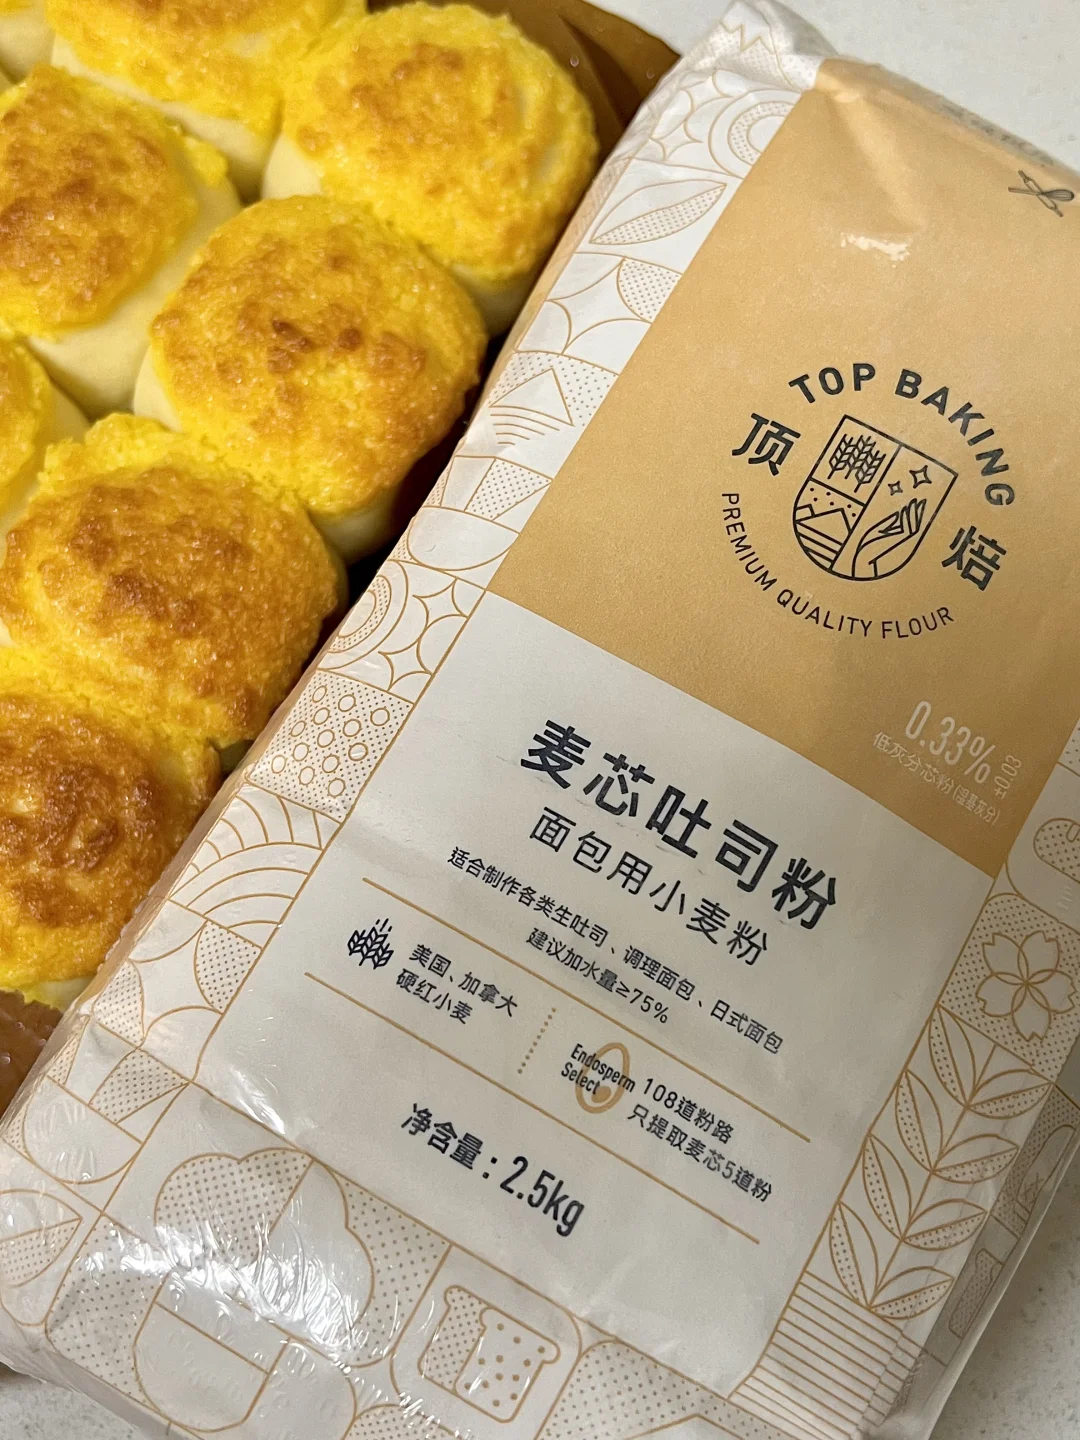 TOP BAKING
顶焙
PREMIUM QUALITY FLOUR
0.33%
低灰分芯粉(湿基灰分)
麦芯吐司粉
面包用小麦粉
适合制作各类生吐司、调理面包、日式面包
建议加水量≥75%
美国、加拿大
硬红小麦
Endosperm
Select
108道粉路
只提取麦芯5道粉
净含量:2.5kg